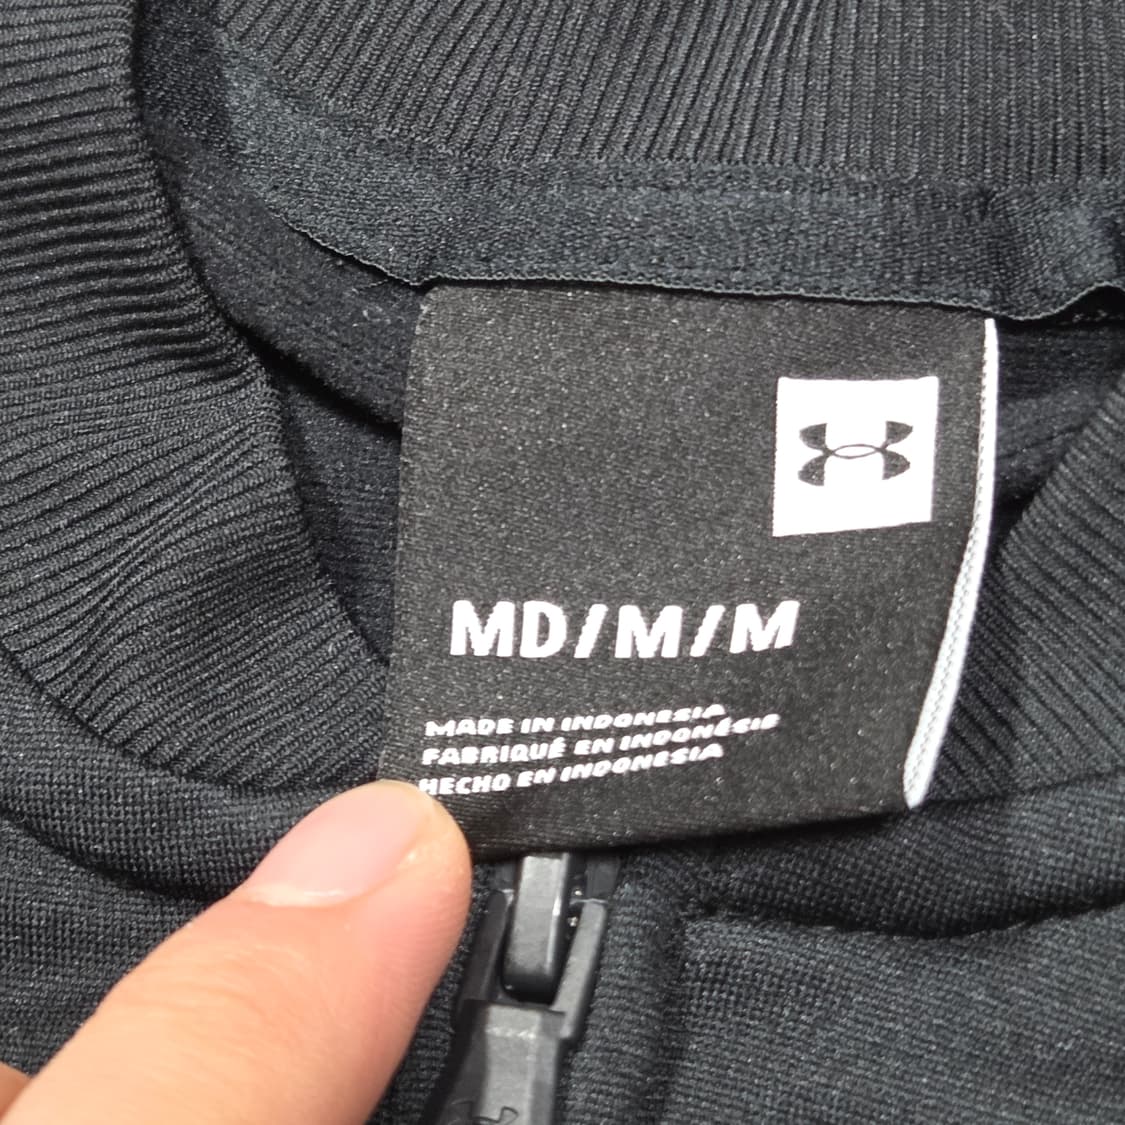 MD/M/M
MADE IN INDONESIA
FABRIQUÉ EN INDONÉSIE
HECHO EN INDONESIA